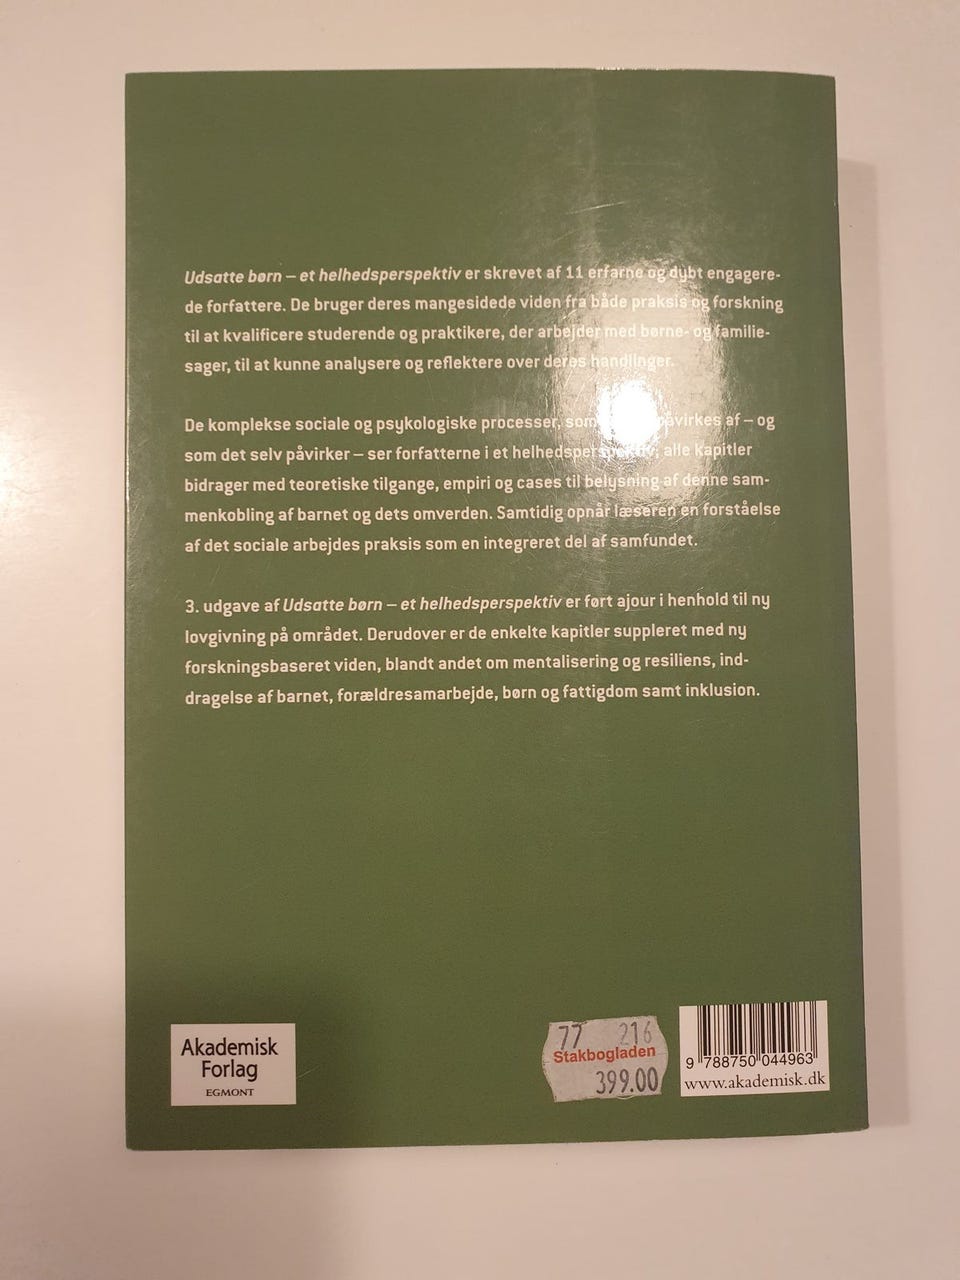 Udsatte børn – et helhedsperspektiv er skrevet af 11 erfarne og dybt engagere-
de forfattere. De bruger deres mangesidede viden fra både praksis og forskning
til at kvalificere studerende og praktikere, der arbejder med børne- og familie-
sager, til at kunne analysere og reflektere over deres handlinger.
De komplekse sociale og psykologiske processer, som påvirkes af – og
som det selv påvirker – ser forfatterne i et helhedsperspektiv; alle kapitler
bidrager med teoretiske tilgange, empiri og cases til belysning af denne sam-
menkobling af barnet og dets omverden. Samtidig opnår læseren en forståelse
af det sociale arbejdes praksis som en integreret del af samfundet.
3. udgave af Udsatte børn – et helhedsperspektiv er ført ajour i henhold til ny
lovgivning på området. Derudover er de enkelte kapitler suppleret med ny
forskningsbaseret viden, blandt andet om mentalisering og resiliens, ind-
dragelse af barnet, forældresamarbejde, børn og fattigdom samt inklusion.
Akademisk
Forlag
EGMONT
77 216
Stakbogladen
399.00
9 788750 044963
www.akademisk.dk